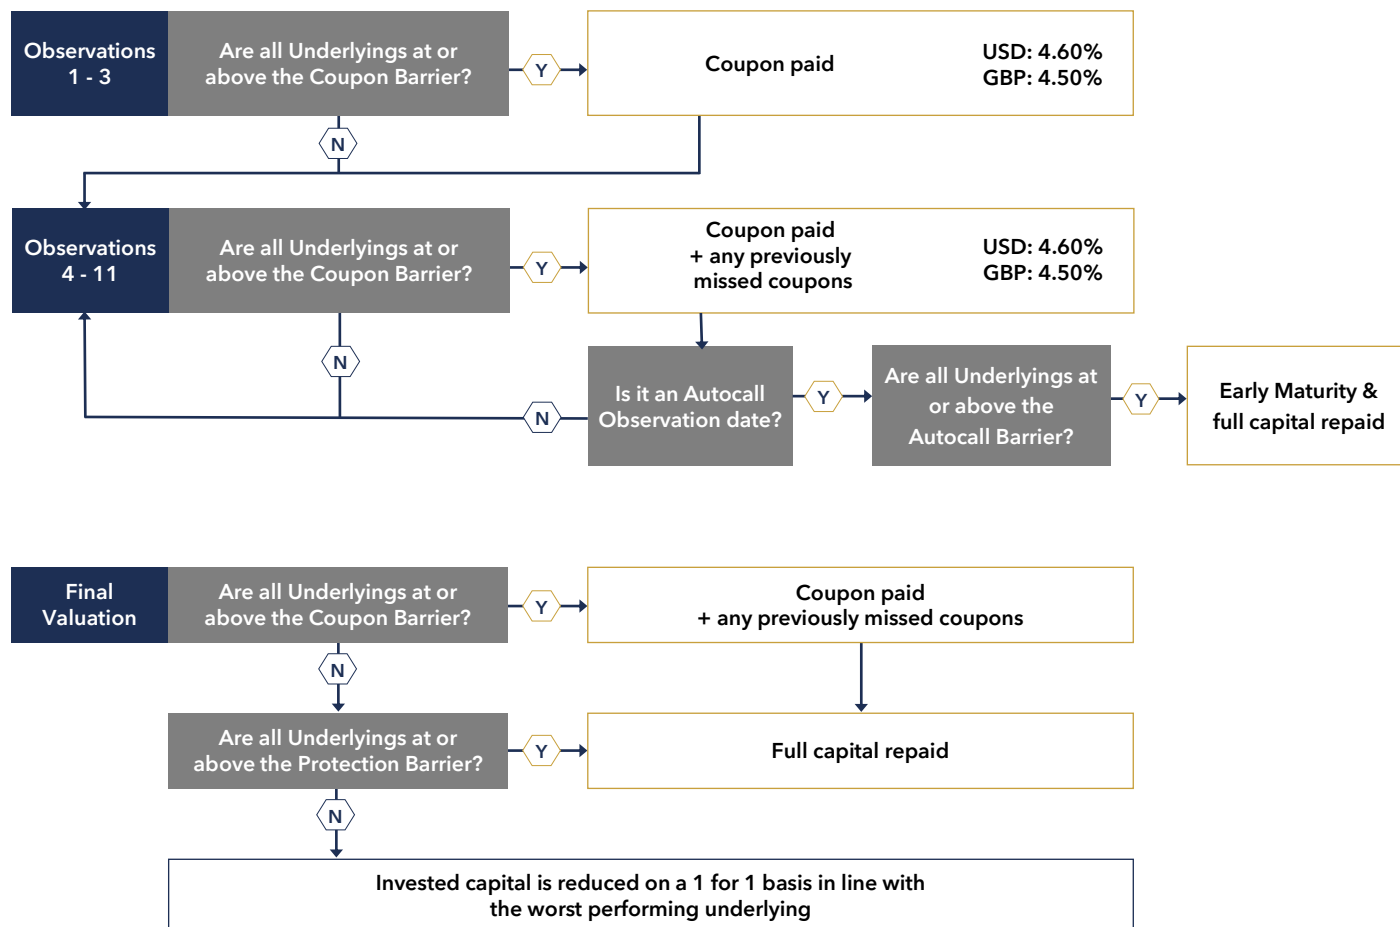 Observations
1 - 3
Are all Underlyings at or
above the Coupon Barrier?
Y
Coupon paid
USD: 4.60%
GBP: 4.50%
N
Observations
4 - 11
Are all Underlyings at or
above the Coupon Barrier?
Y
Coupon paid
+ any previously
missed coupons
USD: 4.60%
GBP: 4.50%
N
Is it an Autocall
Observation date?
N
Y
Are all Underlyings at
or above the
Autocall Barrier?
Y
Early Maturity &
full capital repaid
Final
Valuation
Are all Underlyings at or
above the Coupon Barrier?
Y
Coupon paid
+ any previously missed coupons
N
Are all Underlyings at or
above the Protection Barrier?
Y
Full capital repaid
N
Invested capital is reduced on a 1 for 1 basis in line with
the worst performing underlying